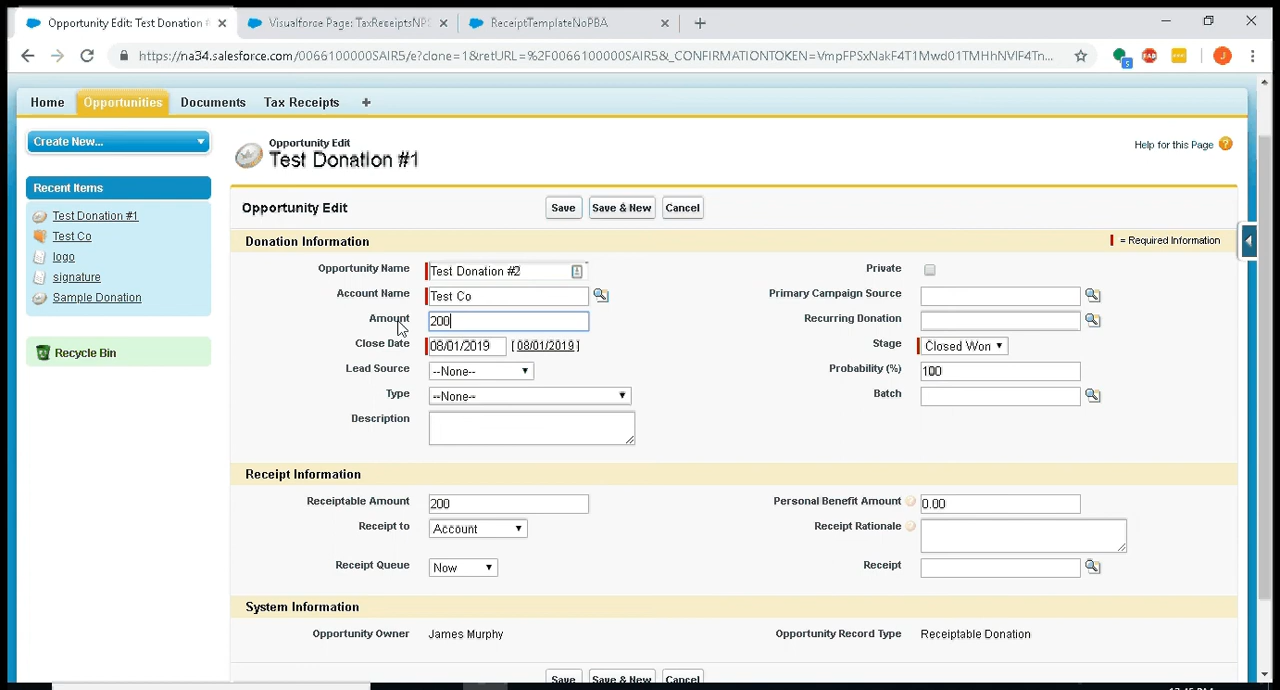 Opportunity Edit: Test Donation #
Visualforce Page: TaxReceiptsNPS
ReceiptTemplateNoPBA
https://na34.salesforce.com/0066100000SAIR5/e?clone=1&retURL=%2F0066100000SAIR5&_CONFIRMATIONTOKEN=VmpFPSxNakF4T1Mwd01TMHhNVlF4Tn...
5
J
Home Opportunities Documents Tax Receipts +
Create New...
Recent Items
Test Donation #1
Test Co
logo
signature
Sample Donation
Recycle Bin
Opportunity Edit
Test Donation #1
Help for this Page ?
Opportunity Edit Save Save & New Cancel
Donation Information = Required Information
Opportunity Name Test Donation #2 Private
Account Name Test Co Primary Campaign Source
Amount 200 Recurring Donation
Close Date 08/01/2019 [ 08/01/2019 ] Stage Closed Won
Lead Source --None-- Probability (%) 100
Type --None-- Batch
Description
Receipt Information
Receiptable Amount 200 Personal Benefit Amount 0.00
Receipt to Account Receipt Rationale
Receipt Queue Now Receipt
System Information
Opportunity Owner James Murphy Opportunity Record Type Receiptable Donation
Save Save & New Cancel